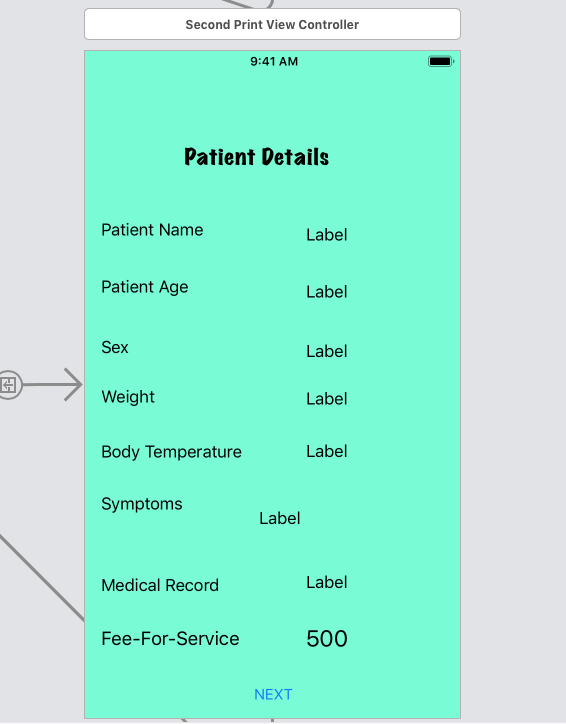 Second Print View Controller
9:41 AM
Patient Details
Patient Name Label
Patient Age Label
Sex Label
Weight Label
Body Temperature Label
Symptoms
Label
Medical Record Label
Fee-For-Service 500
NEXT